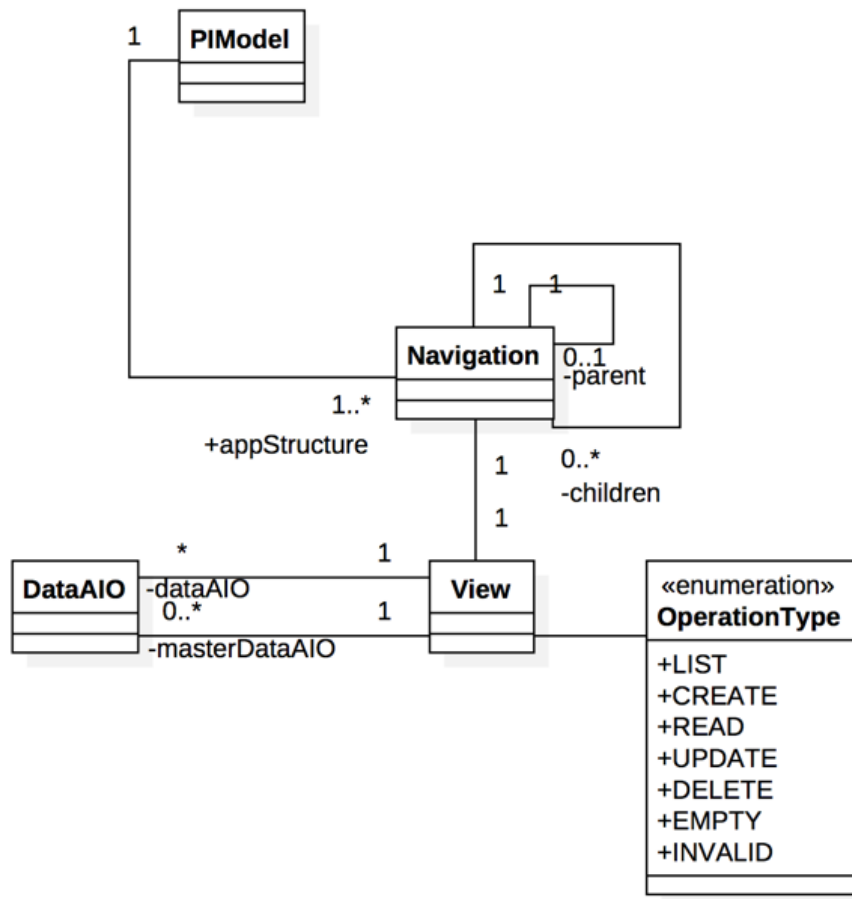 1
PIModel
1
1
Navigation
0..1
-parent
1..*
+appStructure
1
0..*
-children
1
*
1
DataAIO
-dataAIO
View
0..*
1
-masterDataAIO
«enumeration»
OperationType
+LIST
+CREATE
+READ
+UPDATE
+DELETE
+EMPTY
+INVALID